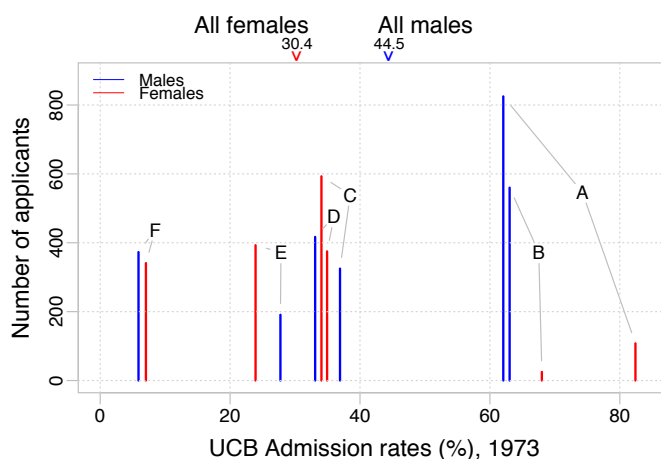 All females All males
30.4 44.5
Males
Females
Number of applicants
0 200 400 600 800
F
E
D
C
B
A
0 20 40 60 80
UCB Admission rates (%), 1973